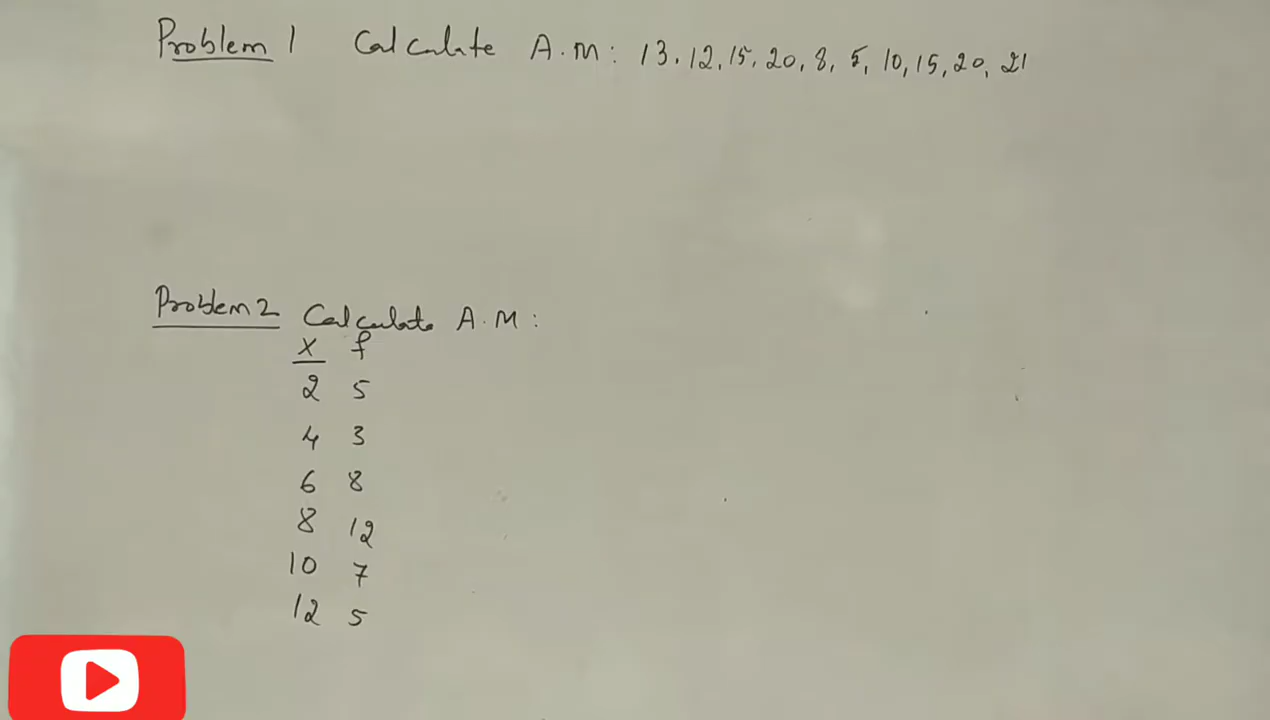 Problem 1 Calculate A.M: 13, 12, 15, 20, 8, 5, 10, 15, 20, 21
Problem 2 Calculate A.M:
X f
2 5
4 3
6 8
8 12
10 7
12 5